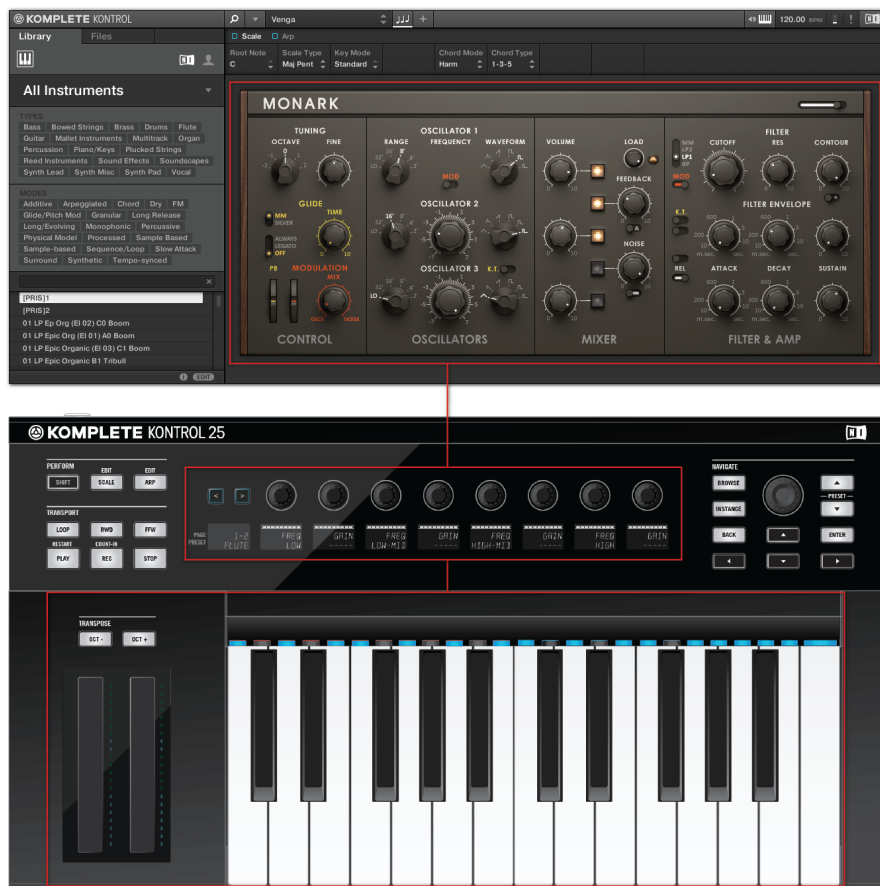 KOMPLETE KONTROL
Venga
49
120.00 BPM
Library
Files
Scale
Arp
Root Note
Scale Type
Key Mode
Chord Mode
Chord Type
C
Maj Pent
Standard
Harm
1-3-5
All Instruments
TYPES
Bass Bowed Strings Brass Drums Flute
Guitar Mallet Instruments Multitrack Organ
Percussion Piano/Keys Plucked Strings
Reed Instruments Sound Effects Soundscapes
Synth Lead Synth Misc Synth Pad Vocal
MODES
Additive Arpeggiated Chord Dry FM
Glide/Pitch Mod Granular Long Release
Long/Evolving Monophonic Percussive
Physical Model Processed Sample Based
Sample-based Sequence/Loop Slow Attack
Surround Synthetic Tempo-synced
[PRIS]1
[PRIS]2
01 LP Ep Org (El 02) C0 Boom
01 LP Epic Org (El 01) A0 Boom
01 LP Epic Organic (El 03) C1 Boom
01 LP Epic Organic B1 Tribull
EDIT
MONARK
TUNING
OCTAVE
FINE
GLIDE
MM
SILVER
TIME
ALWAYS
LEGATO
OFF
PB
MODULATION
MIX
OSC3
NOISE
CONTROL
OSCILLATOR 1
RANGE
FREQUENCY
WAVEFORM
MOD
OSCILLATOR 2
OSCILLATOR 3
K.T.
OSCILLATORS
VOLUME
LOAD
FEEDBACK
NOISE
MIXER
FILTER
MM
LP2
LP1
BP
CUTOFF
RES
CONTOUR
MOD
K.T.
FILTER ENVELOPE
REL
ATTACK
DECAY
SUSTAIN
m.sec. sec.
FILTER & AMP
KOMPLETE KONTROL 25
PERFORM
EDIT
EDIT
SHIFT
SCALE
ARP
TRANSPORT
LOOP
RWD
FFW
RESTART
COUNT-IN
PLAY
REC
STOP
<
>
PAGE
PRESET
1-2
FLUTE
FREQ
LOW
GAIN
-----
FREQ
LOW-MID
GAIN
-----
FREQ
HIGH-MID
GAIN
-----
FREQ
HIGH
GAIN
-----
NAVIGATE
BROWSE
PRESET
INSTANCE
BACK
ENTER
TRANSPOSE
OCT -
OCT +